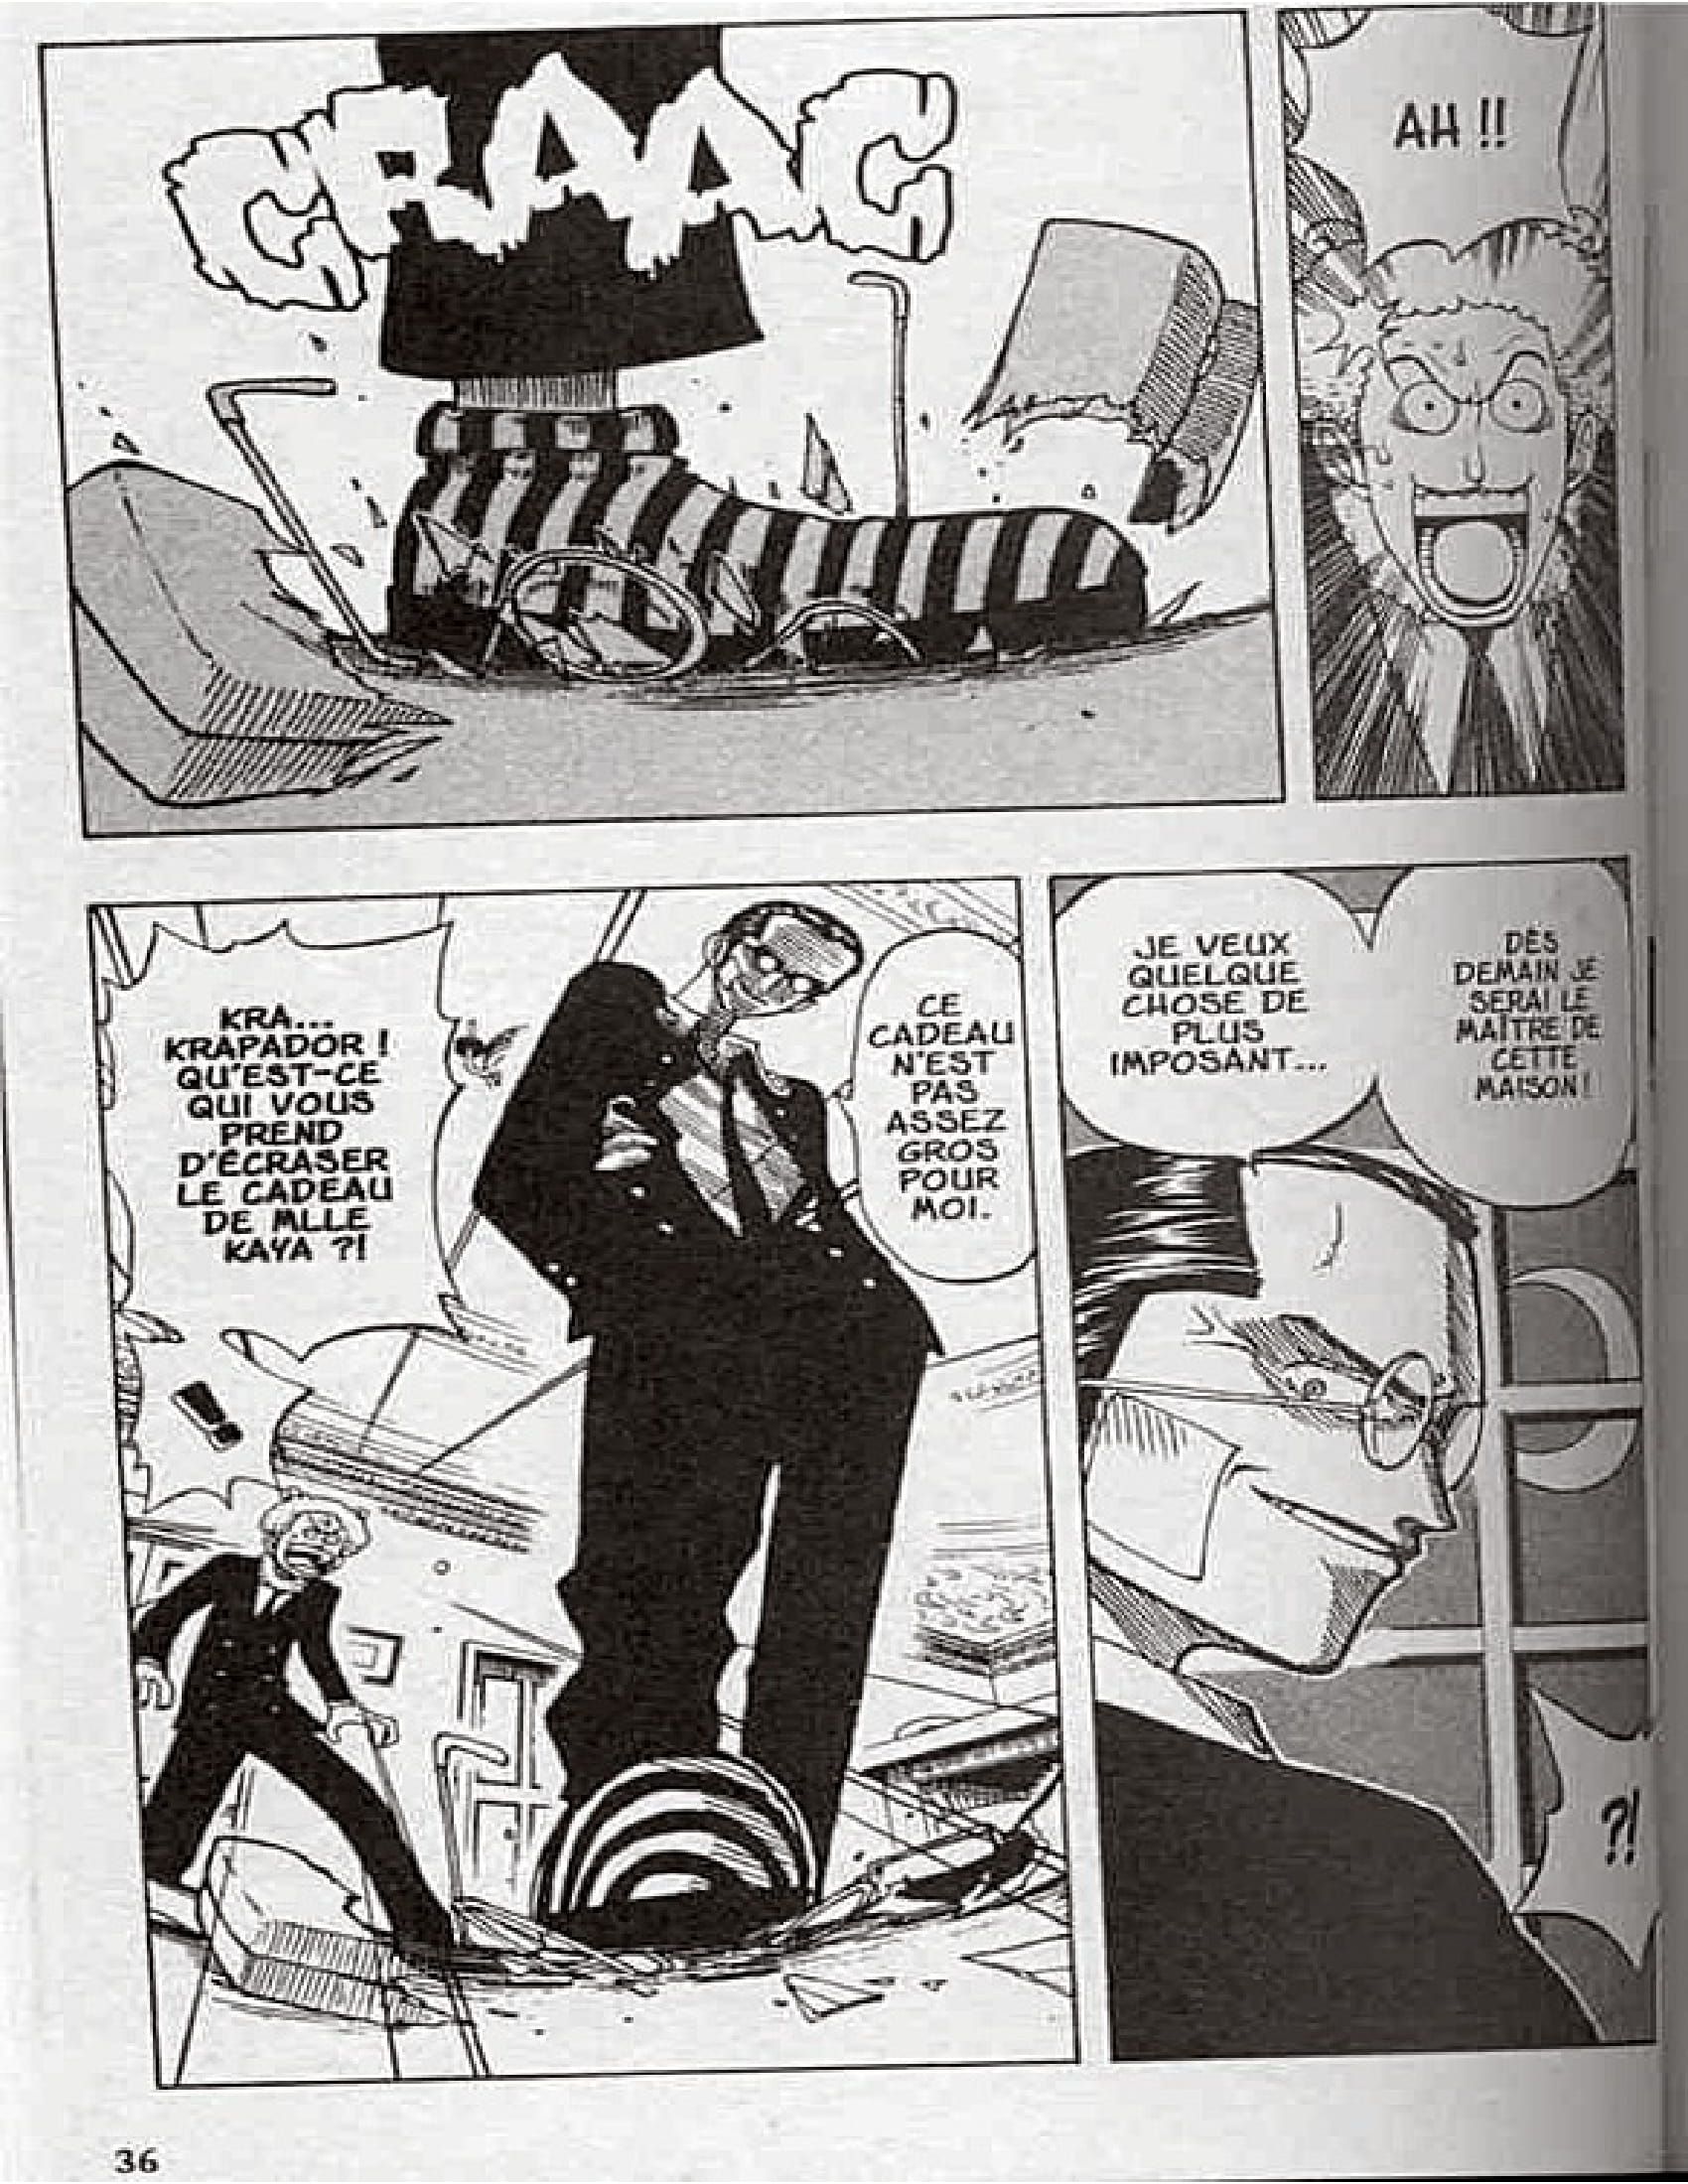 AH !!
CRAAC
DÈS
DEMAIN JE
SERAI LE
MAÎTRE DE
CETTE
MAISON !
JE VEUX
QUELQUE
CHOSE DE
PLUS
IMPOSANT...
?!
CE
CADEAU
N'EST
PAS
ASSEZ
GROS
POUR
MOI.
KRA...
KRAPADOR !
QU'EST-CE
QUI VOUS
PREND
D'ÉCRASER
LE CADEAU
DE MLLE
KAYA ?!
!
36